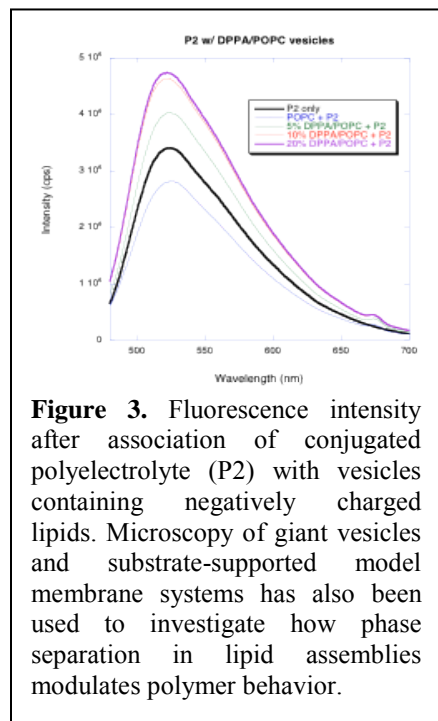 P2 w/ DPPA/POPC vesicles
5 10⁶
4 10⁶
3 10⁶
2 10⁶
1 10⁶
0
Intensity (cps)
P2 only
POPC + P2
5% DPPA/POPC + P2
10% DPPA/POPC + P2
20% DPPA/POPC + P2
500 550 600 650 700
Wavelength (nm)
Figure 3. Fluorescence intensity
after association of conjugated
polyelectrolyte (P2) with vesicles
containing negatively charged
lipids. Microscopy of giant vesicles
and substrate-supported model
membrane systems has also been
used to investigate how phase
separation in lipid assemblies
modulates polymer behavior.